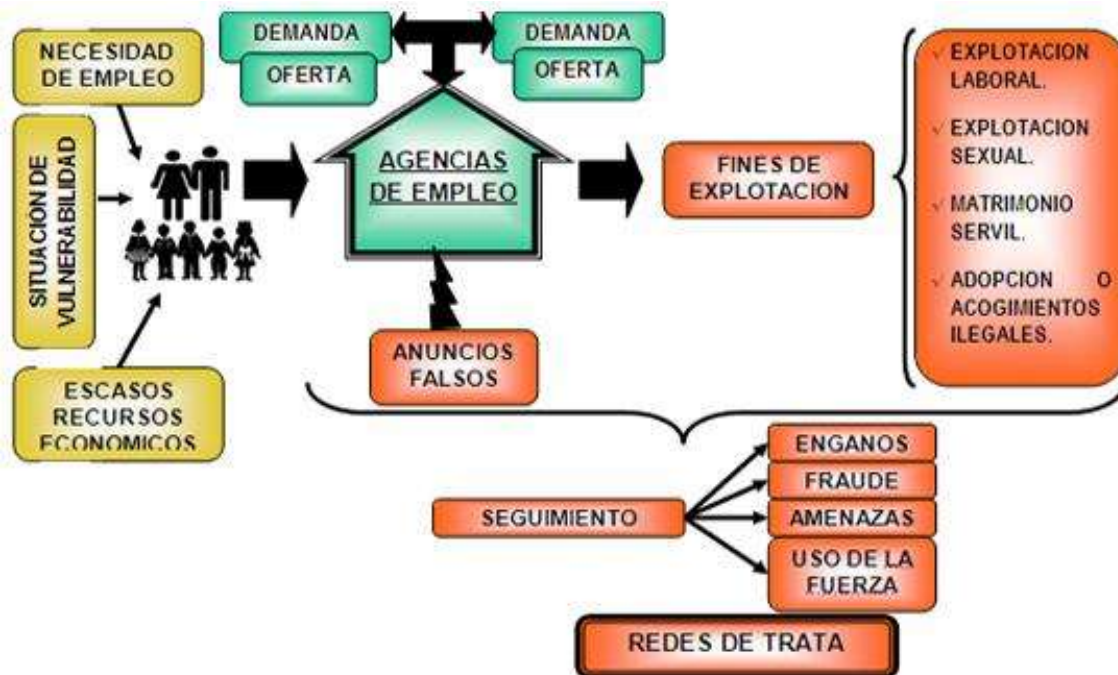 NECESIDAD
DE EMPLEO
SITUACIÓN DE
VULNERABILIDAD
ESCASOS
RECURSOS
ECONOMICOS
DEMANDA
OFERTA
DEMANDA
OFERTA
AGENCIAS
DE EMPLEO
ANUNCIOS
FALSOS
FINES DE
EXPLOTACION
✓ EXPLOTACION
LABORAL.
✓ EXPLOTACION
SEXUAL.
✓ MATRIMONIO
SERVIL.
✓ ADOPCION O
ACOGIMIENTOS
ILEGALES.
SEGUIMIENTO
ENGANOS
FRAUDE
AMENAZAS
USO DE LA
FUERZA
REDES DE TRATA